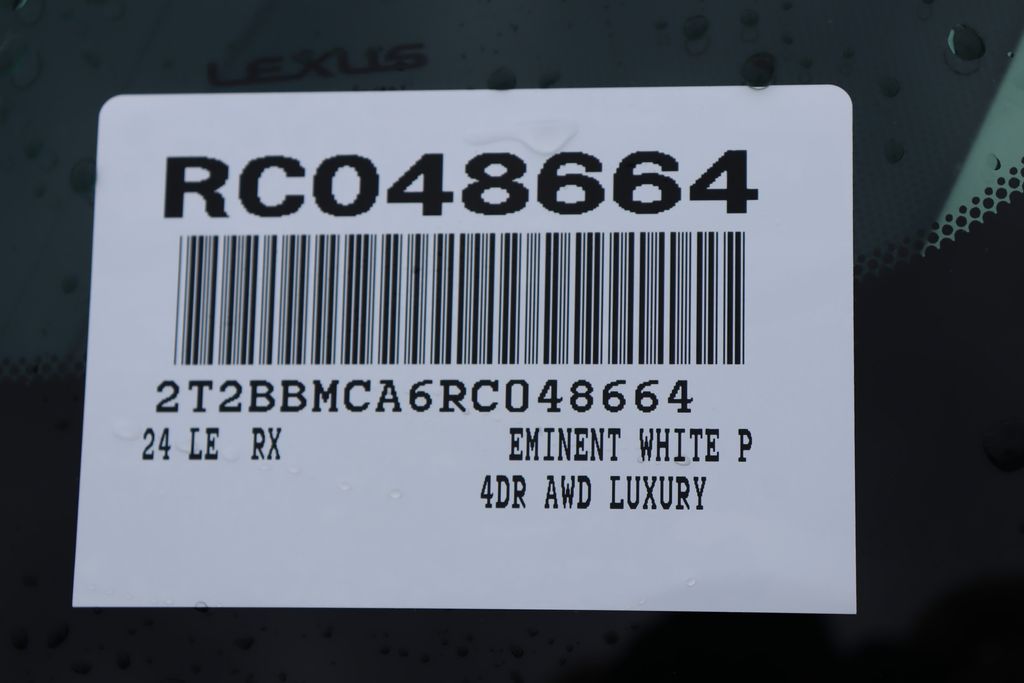 LEXUS
RC048664
2T2BBMCA6RC048664
24 LE RX EMINENT WHITE P
4DR AWD LUXURY